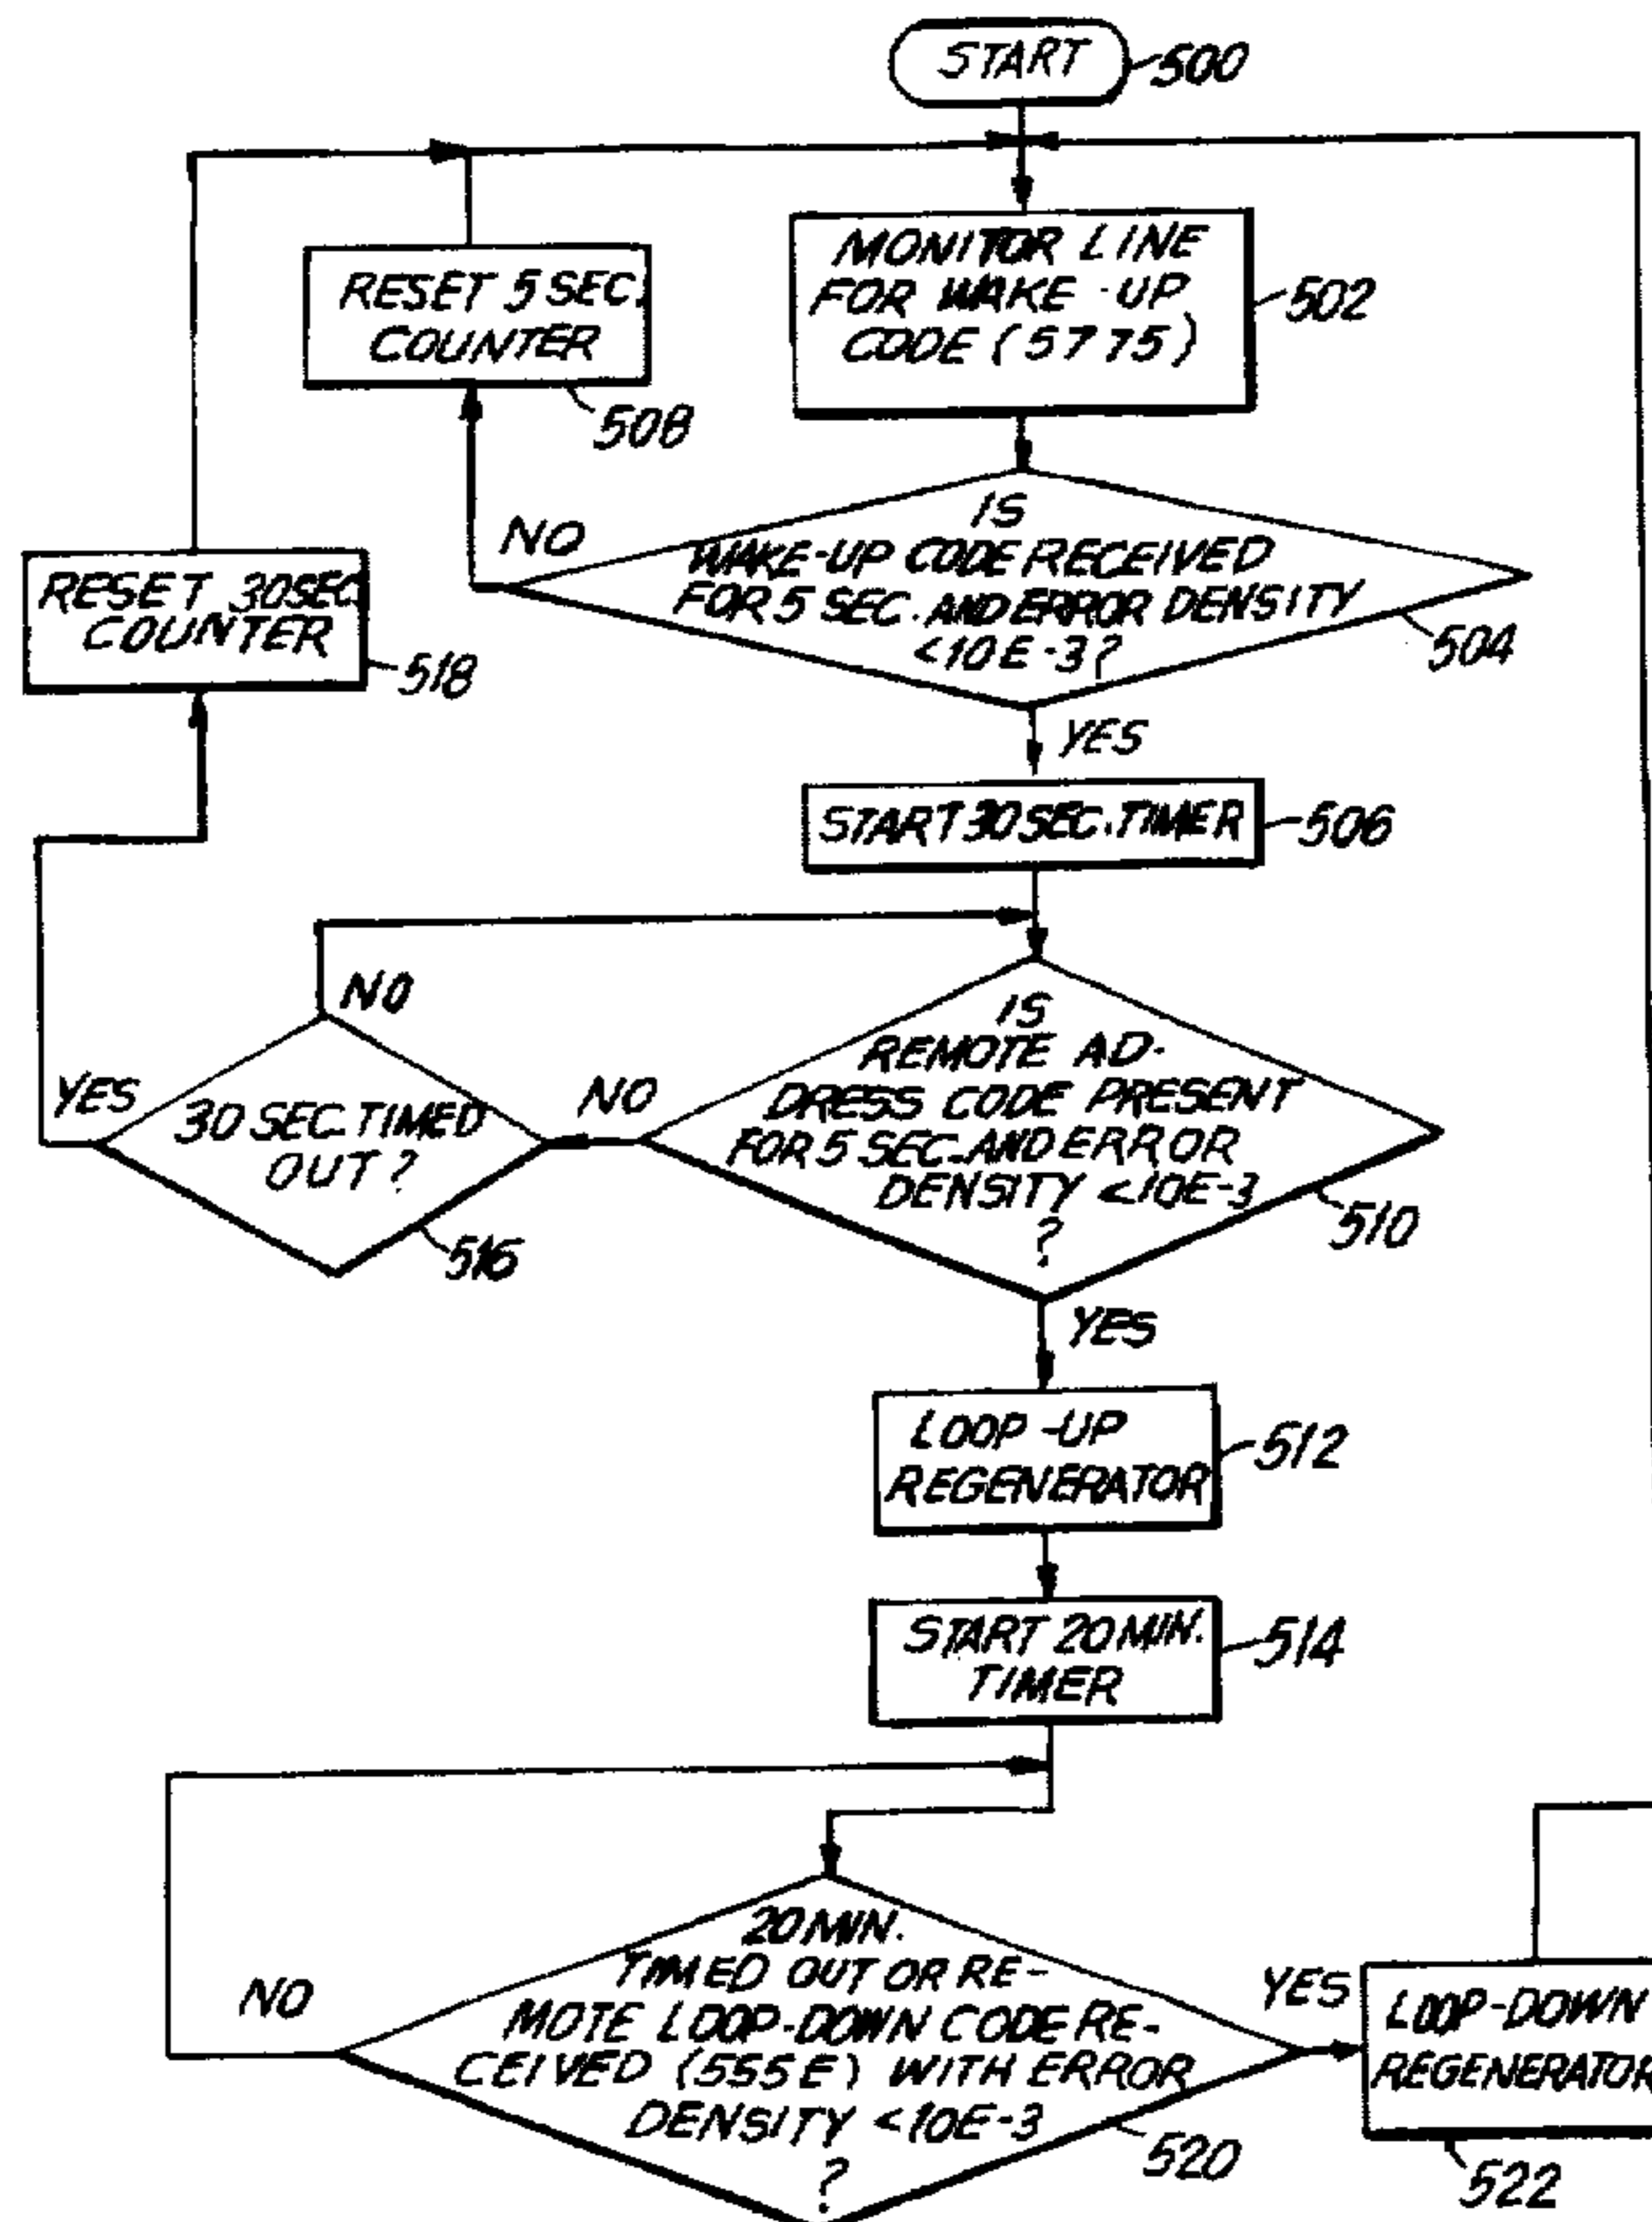 START
500
MONITOR LINE
FOR WAKE-UP
CODE (5775)
502
RESET 5 SEC.
COUNTER
508
IS
WAKE-UP CODE RECEIVED
FOR 5 SEC. AND ERROR DENSITY
<10E-3?
504
NO
YES
RESET 30SEC
COUNTER
518
START 30 SEC. TIMER
506
NO
IS
REMOTE AD-
DRESS CODE PRESENT
FOR 5 SEC. AND ERROR
DENSITY <10E-3
?
510
YES
30 SEC TIMED
OUT?
516
NO
YES
LOOP-UP
REGENERATOR
512
START 20 MIN.
TIMER
514
20 MIN.
TIMED OUT OR RE-
MOTE LOOP-DOWN CODE RE-
CEIVED (555E) WITH ERROR
DENSITY <10E-3
?
520
NO
YES
LOOP-DOWN
REGENERATOR
522